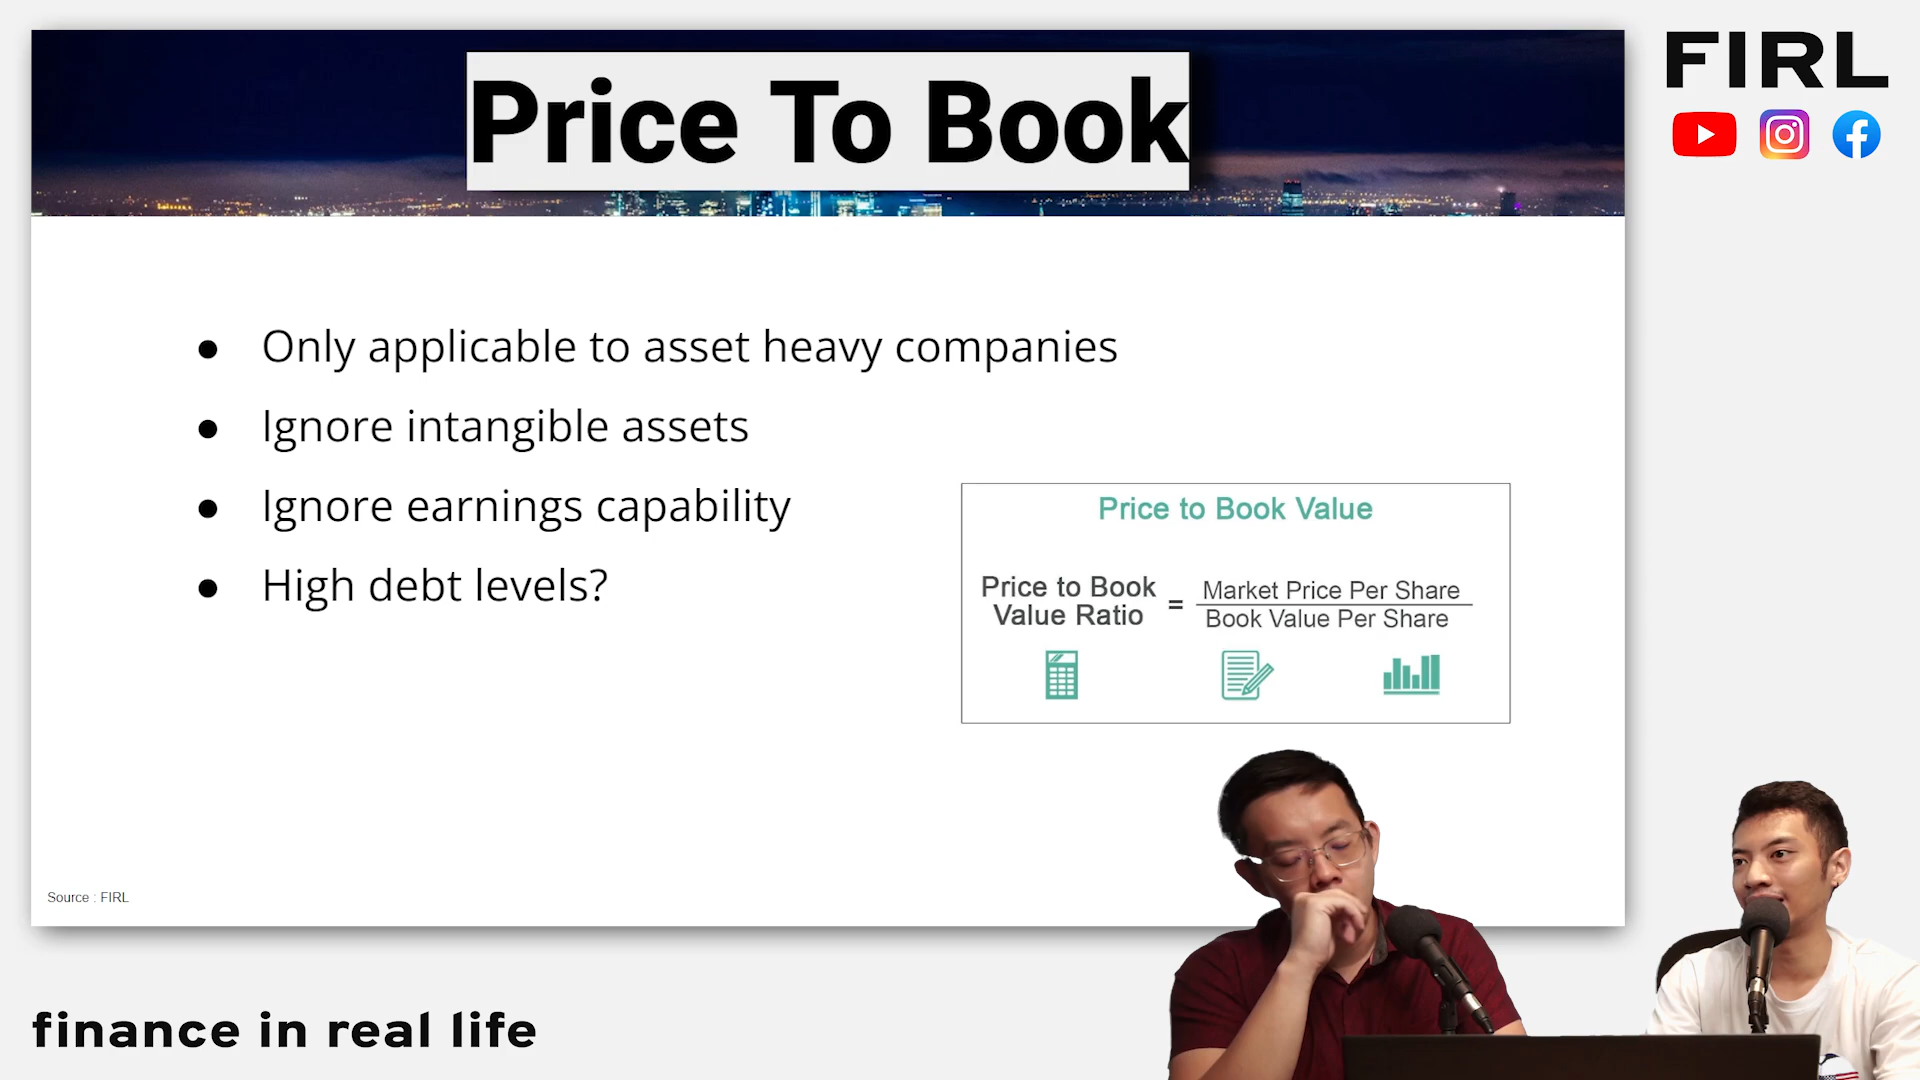 Price To Book
FIRL
● Only applicable to asset heavy companies
● Ignore intangible assets
● Ignore earnings capability
● High debt levels?
Price to Book Value
Price to Book
Value Ratio
=
Market Price Per Share
Book Value Per Share
Source : FIRL
finance in real life